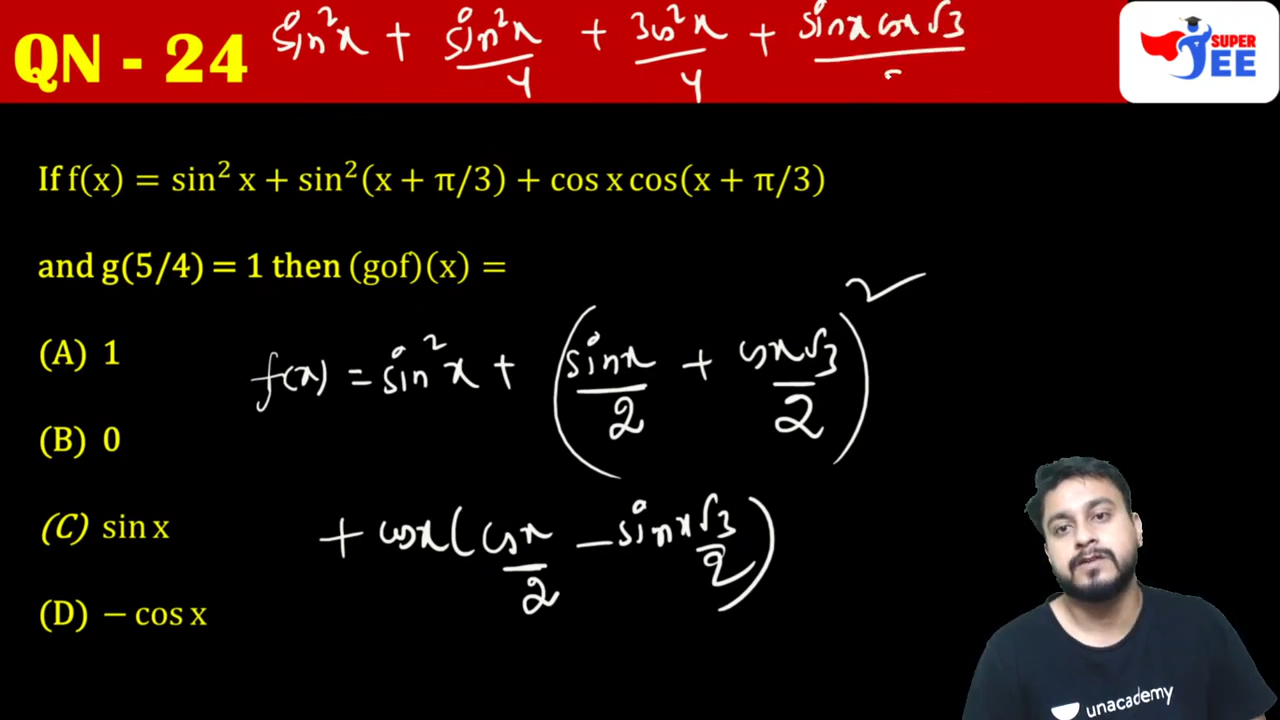 QN - 24 sin²x + sin²x/4 + 3cos²x/4 + sinx cosx √3/
SUPER
JEE
If f(x) = sin² x + sin²(x + π/3) + cos x cos(x + π/3)
and g(5/4) = 1 then (gof)(x) =
(A) 1
f(x) = sin²x + (sinx/2 + cosx√3/2)²
(B) 0
(C) sin x
+ cosx(cosx/2 - sinx√3/2)
(D) − cos x
unacademy